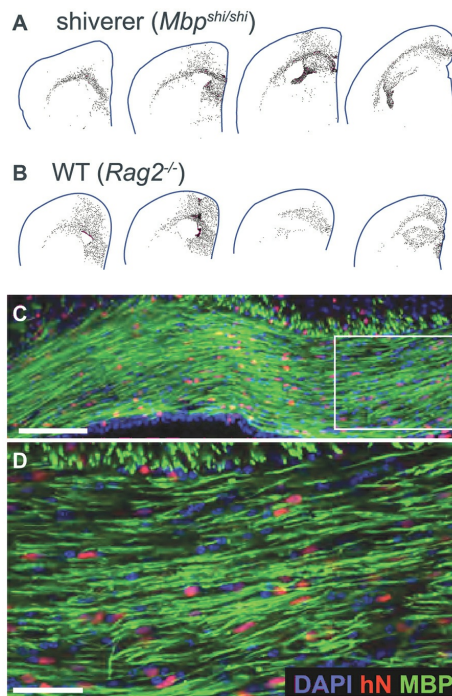 A shiverer (Mbpshi/shi)
B WT (Rag2-/-)
C
D
DAPI hN MBP